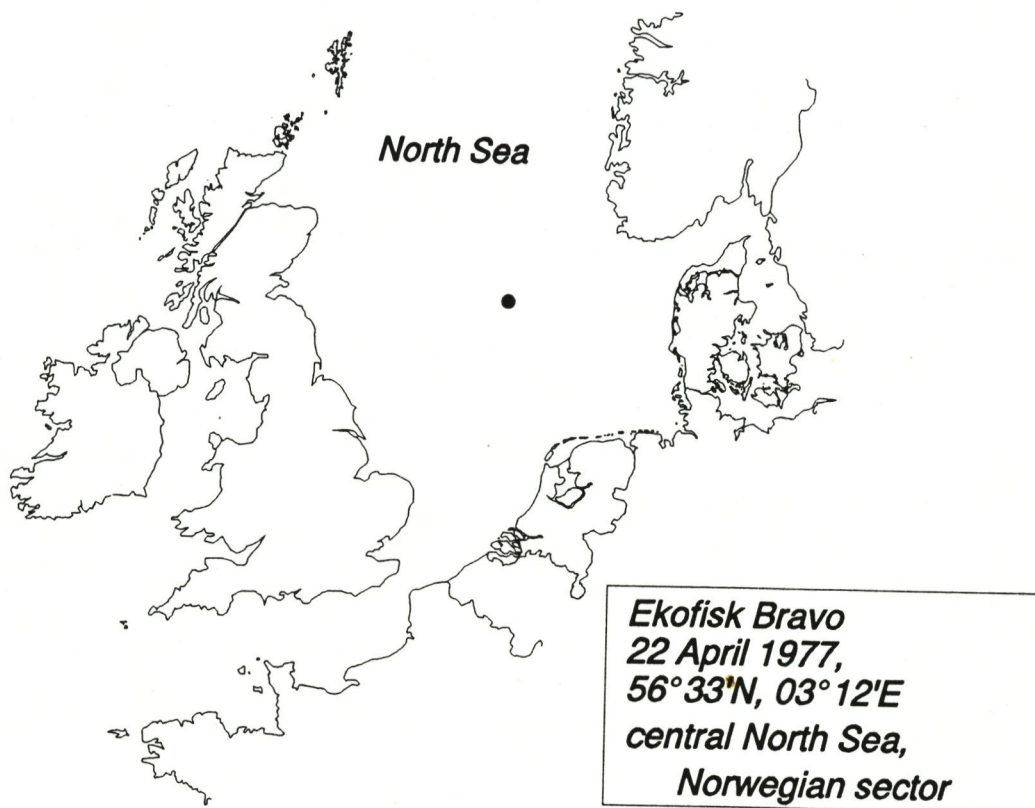 North Sea
Ekofisk Bravo
22 April 1977,
56°33'N, 03°12'E
central North Sea,
Norwegian sector